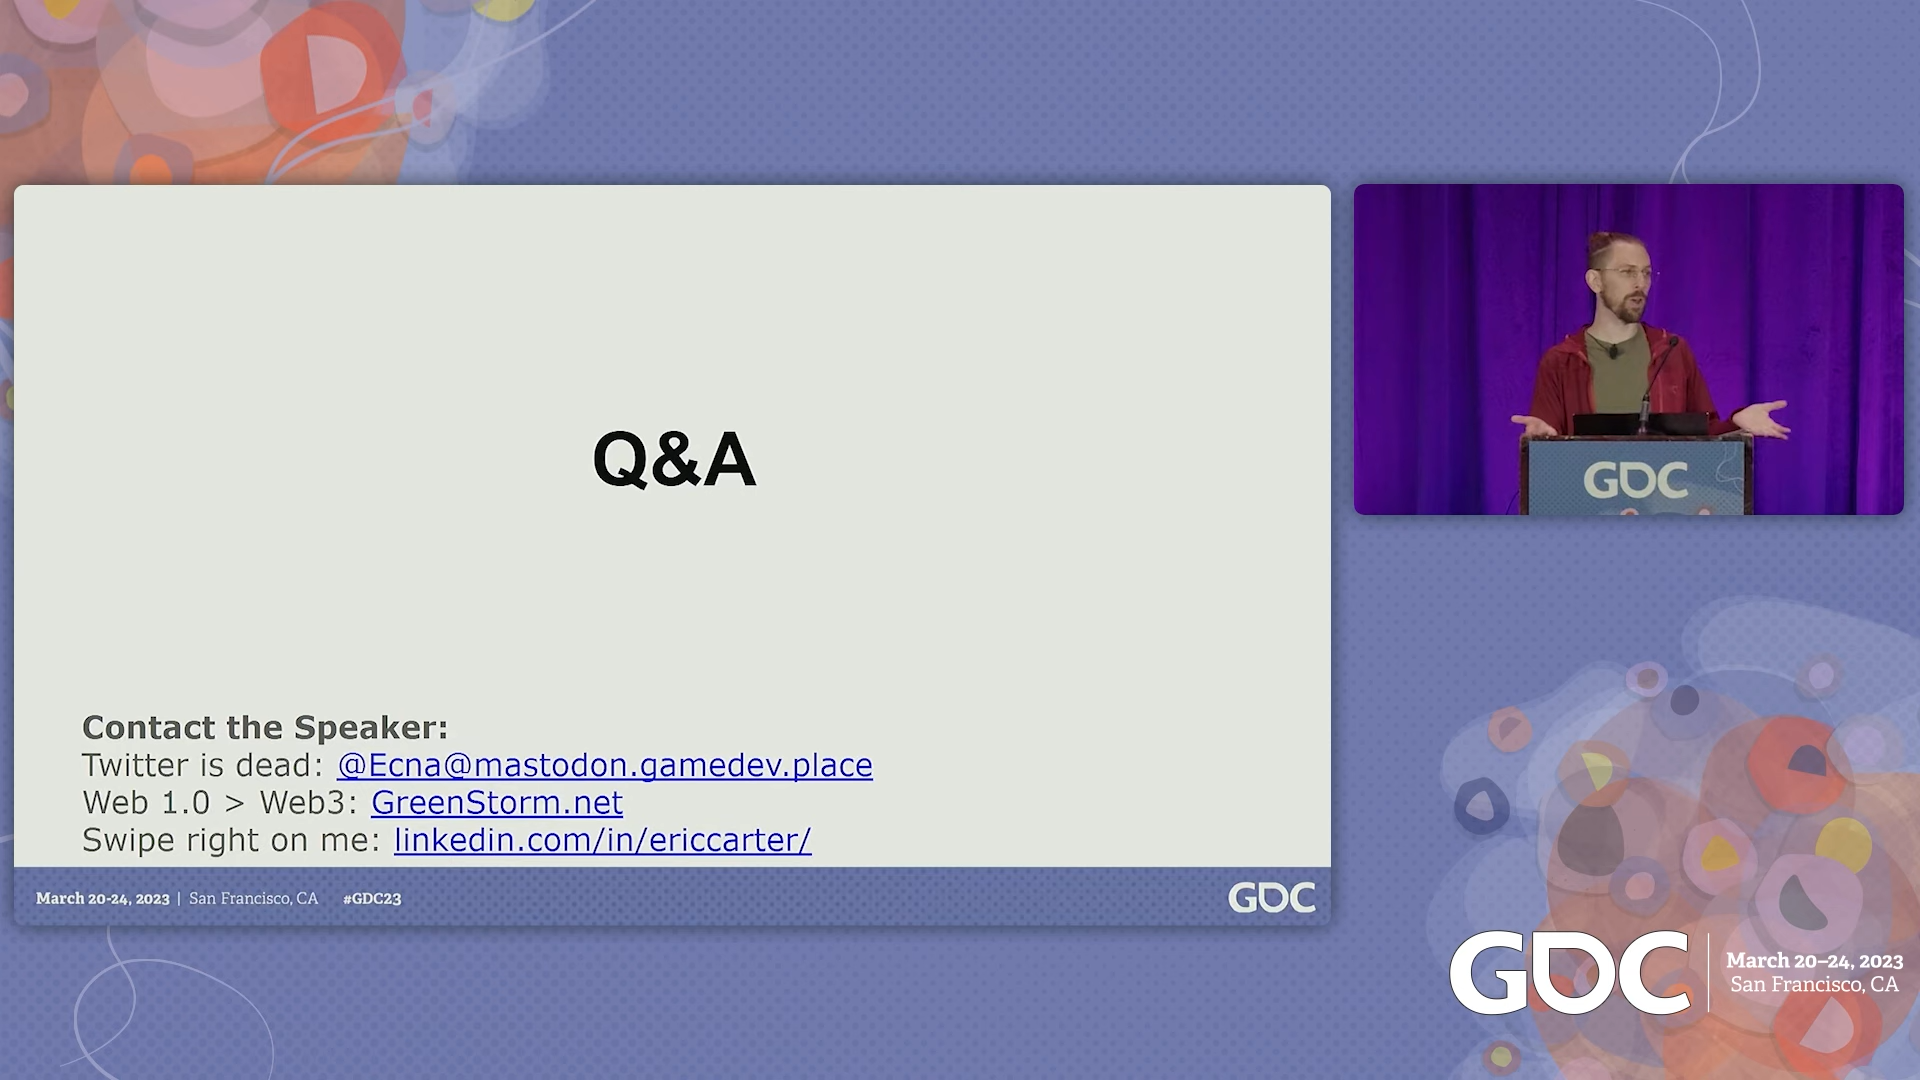 Q&A
Contact the Speaker:
Twitter is dead: @Ecna@mastodon.gamedev.place
Web 1.0 > Web3: GreenStorm.net
Swipe right on me: linkedin.com/in/ericcarter/
March 20-24, 2023 | San Francisco, CA #GDC23
GDC
GDC
GDC
March 20–24, 2023
San Francisco, CA